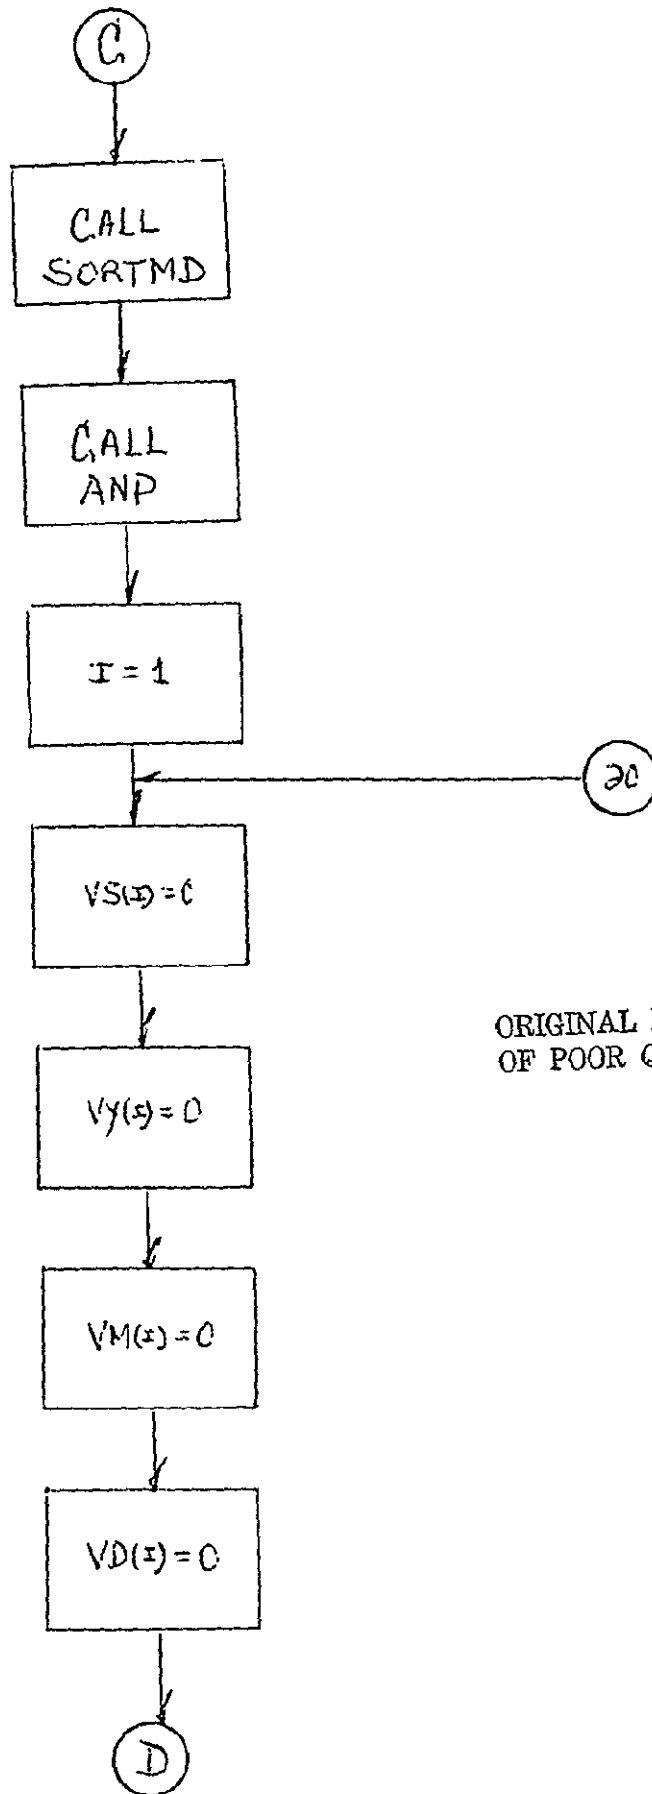 C
CALL
SORTMD
CALL
ANP
I = 1
20
VS(I) = 0
ORIGINAL
OF POOR
VY(I) = 0
VM(I) = 0
VD(I) = 0
D